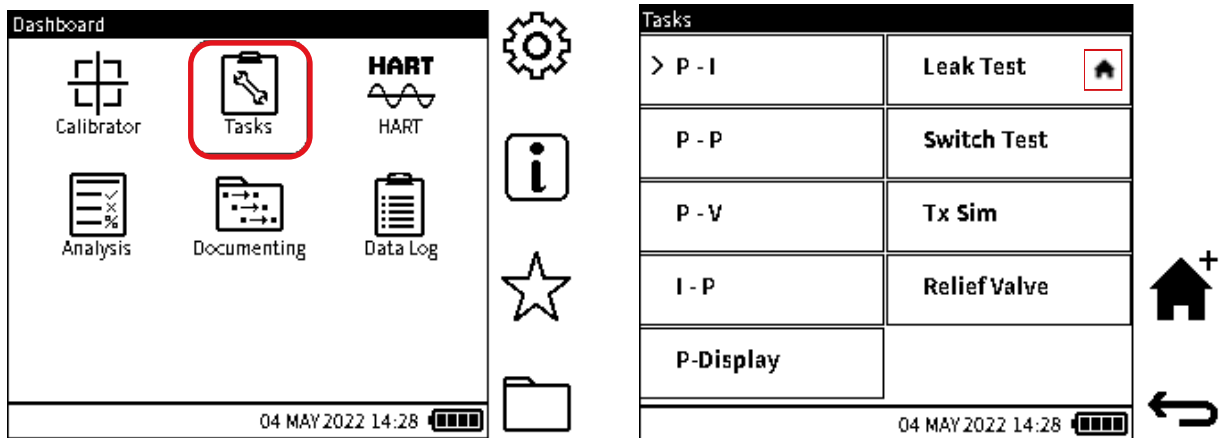 Dashboard
HART
Calibrator Tasks HART
Analysis Documenting Data Log
04 MAY 2022 14:28
Tasks
> P - I Leak Test
P - P Switch Test
P - V Tx Sim
I - P Relief Valve
P-Display
04 MAY 2022 14:28